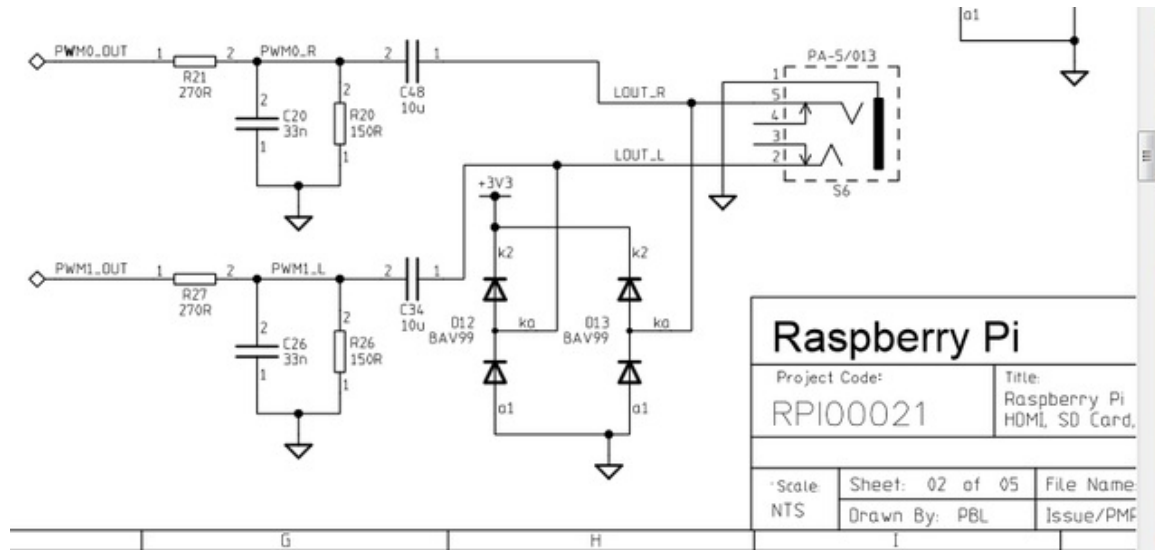 a1
PWM0_OUT 1 2 PWM0_R 2 1
R21
270R
C48
10u
2 C20
33n
1
2 R20
150R
1
LOUT_R
LOUT_L
PA-5/013
1
5
4
3
2
S6
+3V3
PWM1_OUT 1 2 PWM1_L 2 1
R27
270R
C34
10u
2 C26
33n
1
2 R26
150R
1
k2 k2
D12
BAV99
ka
D13
BAV99
ka
a1 a1
Raspberry Pi
Project Code:
RPI00021
Title:
Raspberry Pi
HDMI, SD Card,
Scale:
NTS
Sheet: 02 of 05
Drawn By: PBL
File Name:
Issue/PMP
G H I